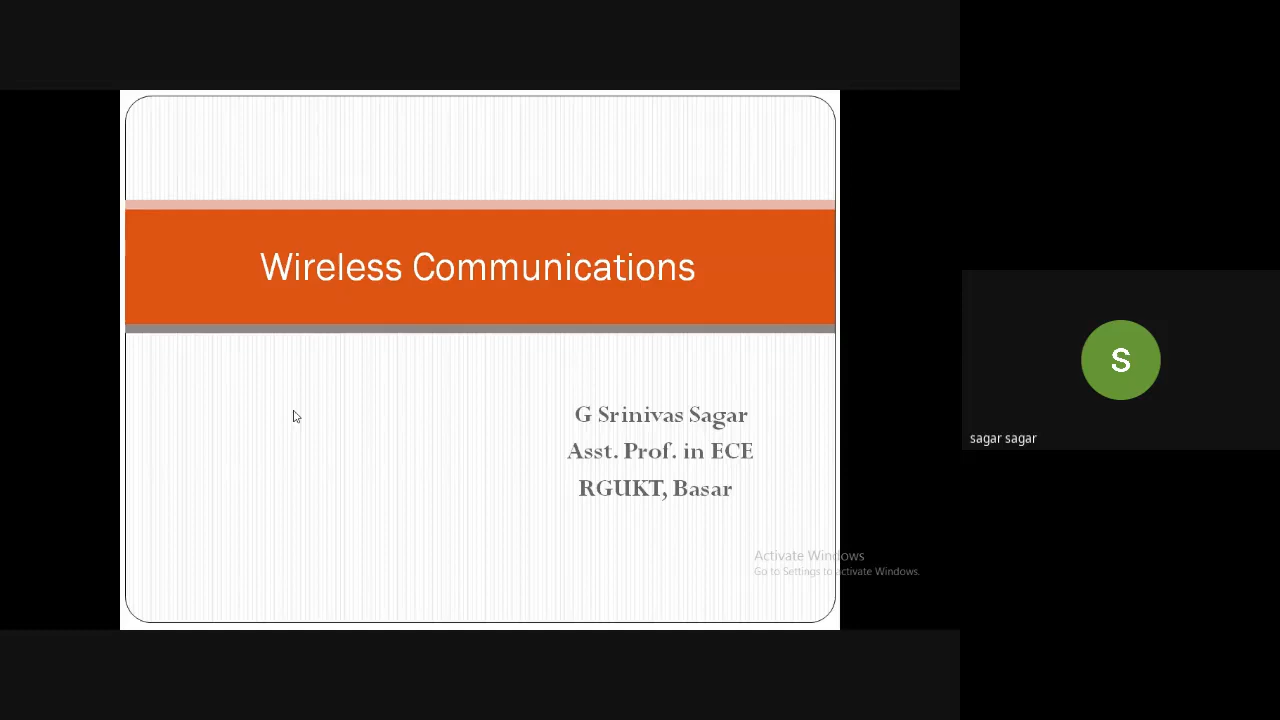 Wireless Communications
G Srinivas Sagar
Asst. Prof. in ECE
RGUKT, Basar
Activate Windows
Go to Settings to activate Windows.
S
sagar sagar